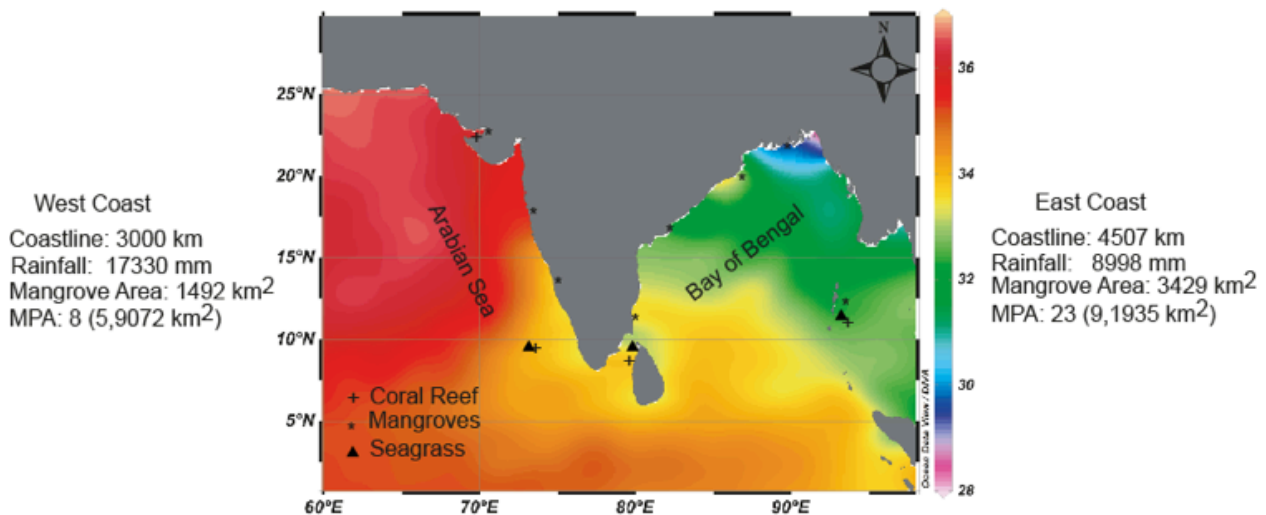 West Coast
Coastline: 3000 km
Rainfall: 17330 mm
Mangrove Area: 1492 km²
MPA: 8 (5,9072 km²)
N
25°N
20°N
15°N
10°N
5°N
60°E
70°E
80°E
90°E
Arabian Sea
Bay of Bengal
+ Coral Reef
* Mangroves
▲ Seagrass
Ocean Data View / DIVA
36
34
32
30
28
East Coast
Coastline: 4507 km
Rainfall: 8998 mm
Mangrove Area: 3429 km²
MPA: 23 (9,1935 km²)